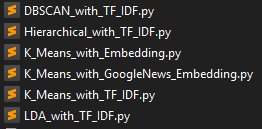 DBSCAN_with_TF_IDF.py
Hierarchical_with_TF_IDF.py
K_Means_with_Embedding.py
K_Means_with_GoogleNews_Embedding.py
K_Means_with_TF_IDF.py
LDA_with_TF_IDF.py